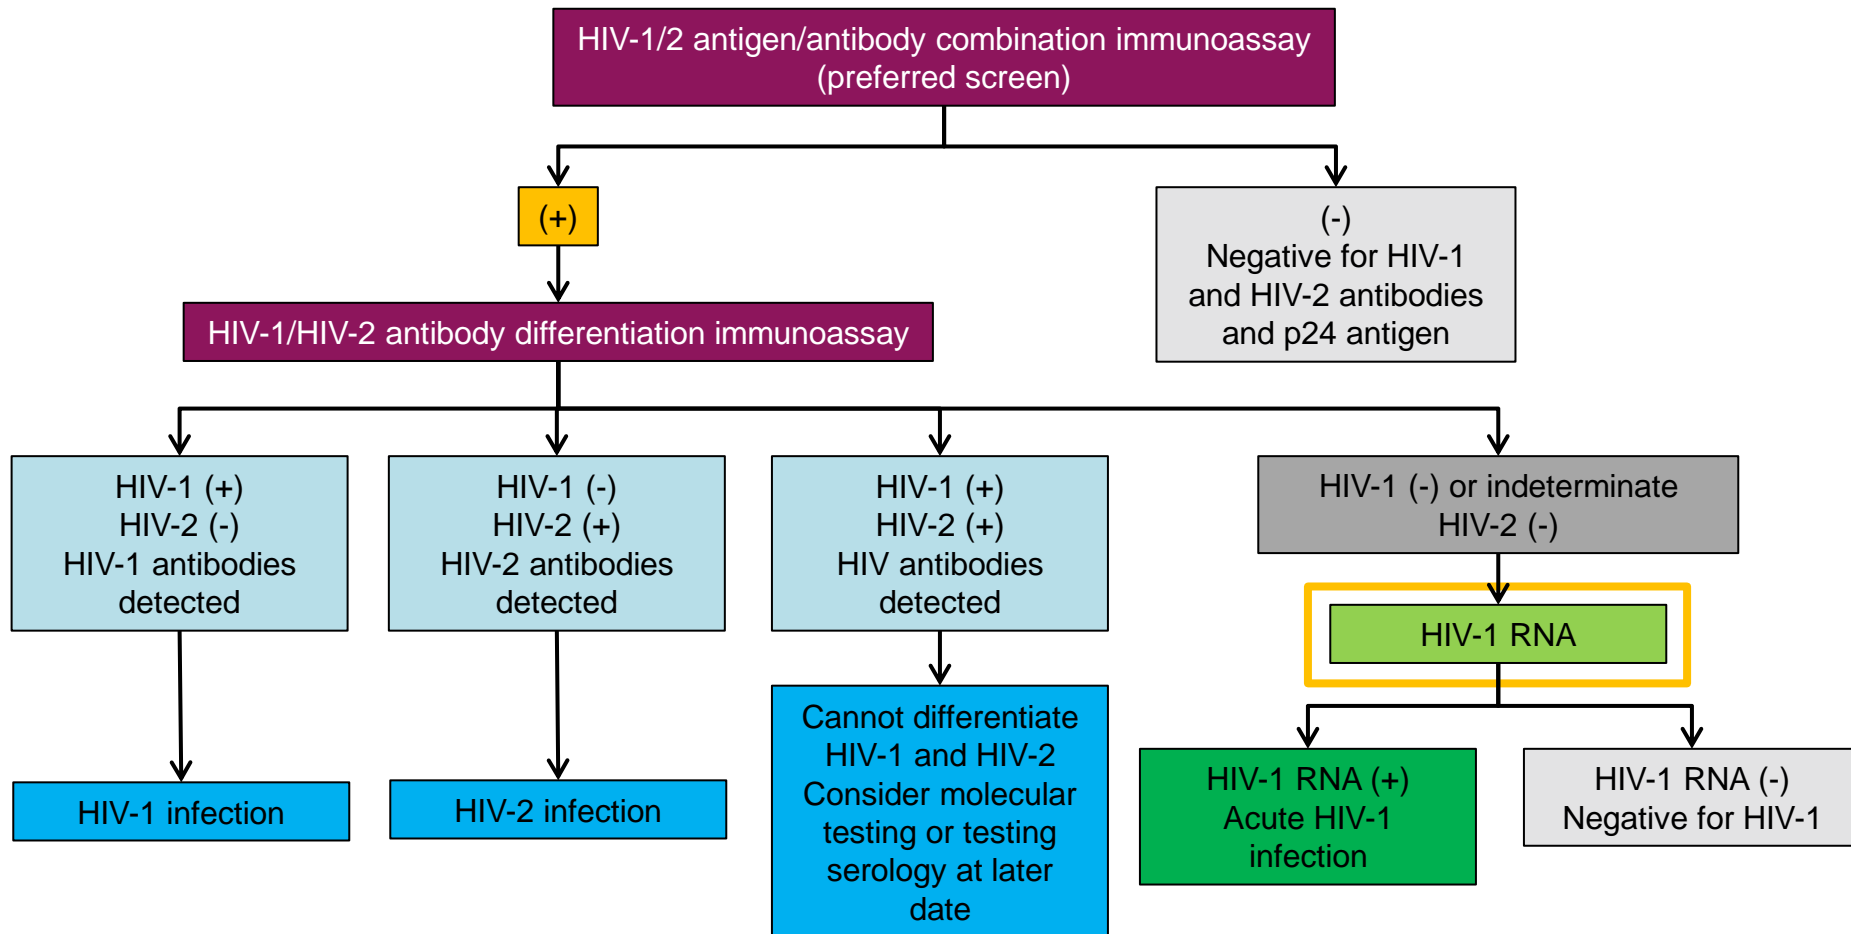 HIV-1/2 antigen/antibody combination immunoassay
(preferred screen)
(+)
(-)
Negative for HIV-1
and HIV-2 antibodies
and p24 antigen
HIV-1/HIV-2 antibody differentiation immunoassay
HIV-1 (+)
HIV-2 (-)
HIV-1 antibodies
detected
HIV-1 (-)
HIV-2 (+)
HIV-2 antibodies
detected
HIV-1 (+)
HIV-2 (+)
HIV antibodies
detected
HIV-1 (-) or indeterminate
HIV-2 (-)
HIV-1 RNA
HIV-1 infection
HIV-2 infection
Cannot differentiate
HIV-1 and HIV-2
Consider molecular
testing or testing
serology at later
date
HIV-1 RNA (+)
Acute HIV-1
infection
HIV-1 RNA (-)
Negative for HIV-1